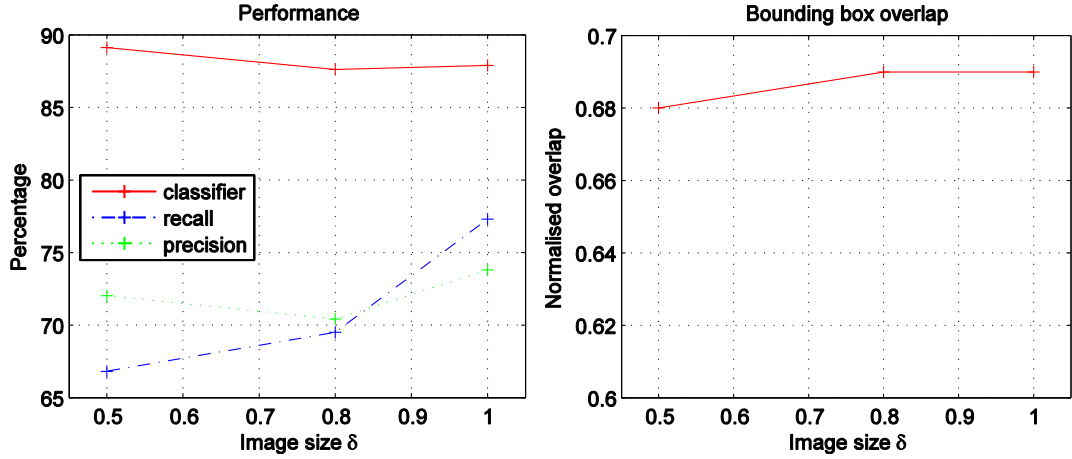 Performance
90
85
80
75
70
65
Percentage
classifier
recall
precision
0.5 0.6 0.7 0.8 0.9 1
Image size δ
Bounding box overlap
0.7
0.68
0.66
0.64
0.62
0.6
Normalised overlap
0.5 0.6 0.7 0.8 0.9 1
Image size δ